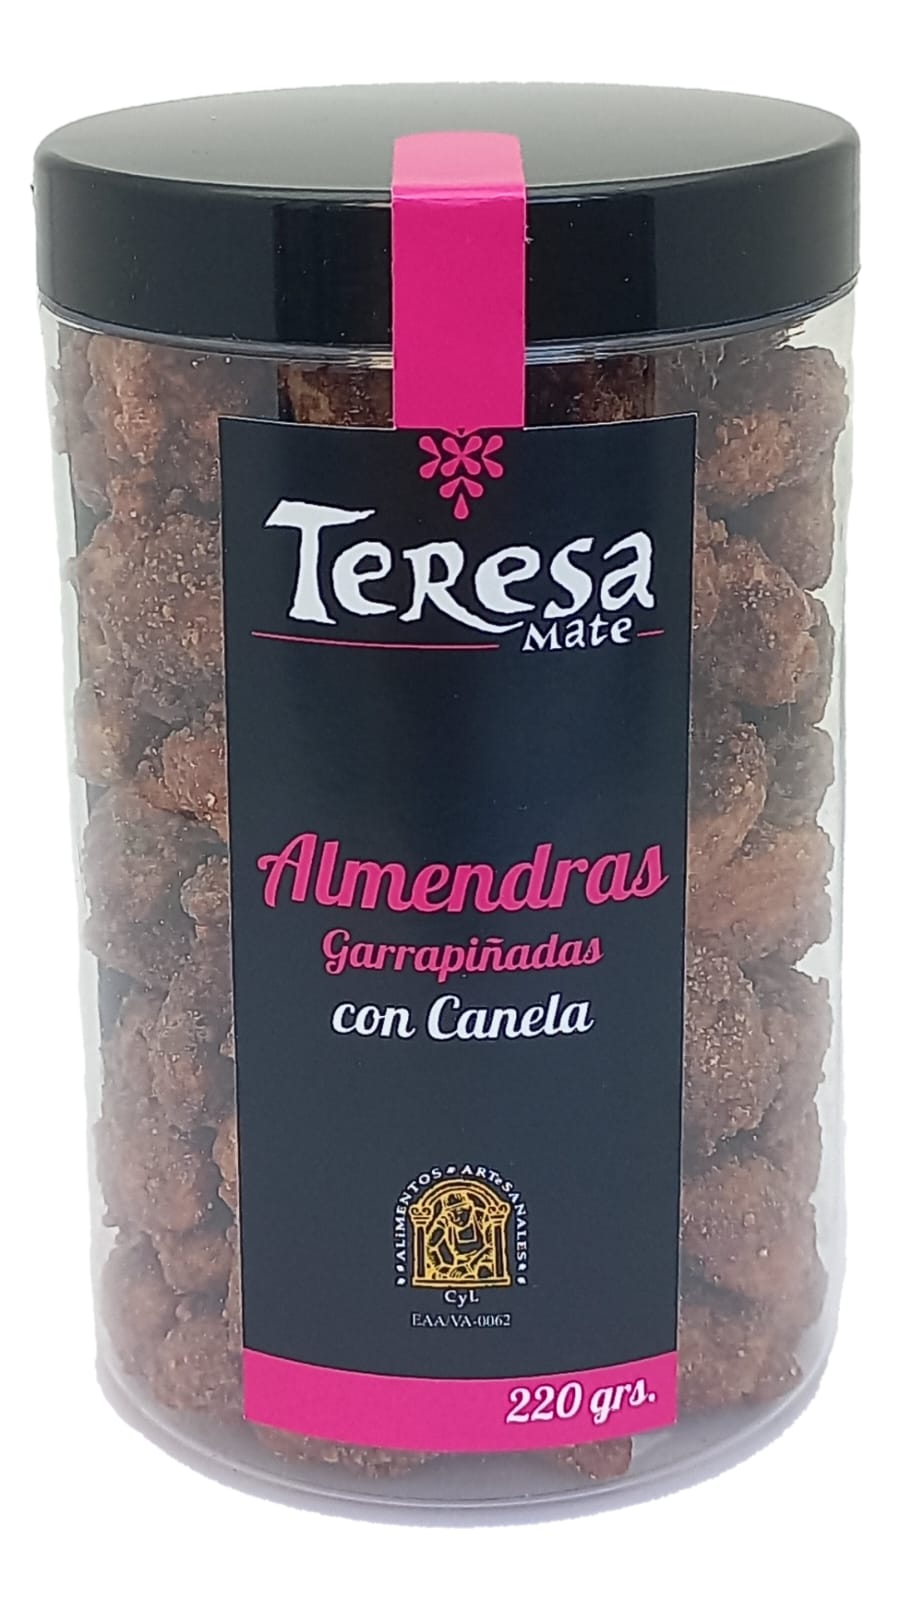 Teresa
Mate
Almendras
Garrapiñadas
con Canela
ALIMENTOS ARTESANALES
CyL
EAA/VA-0062
220 grs.